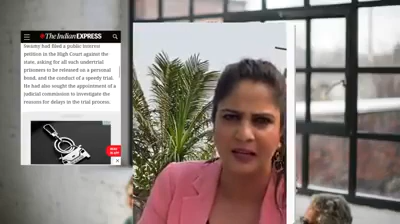 The Indian EXPRESS
Swamy had filed a public interest
petition in the High Court against the
state, asking for all such undertrial
prisoners to be released on a personal
bond, and the conduct of a speedy trial.
He had also sought the appointment of a
judicial commission to investigate the
reasons for delays in the trial process.